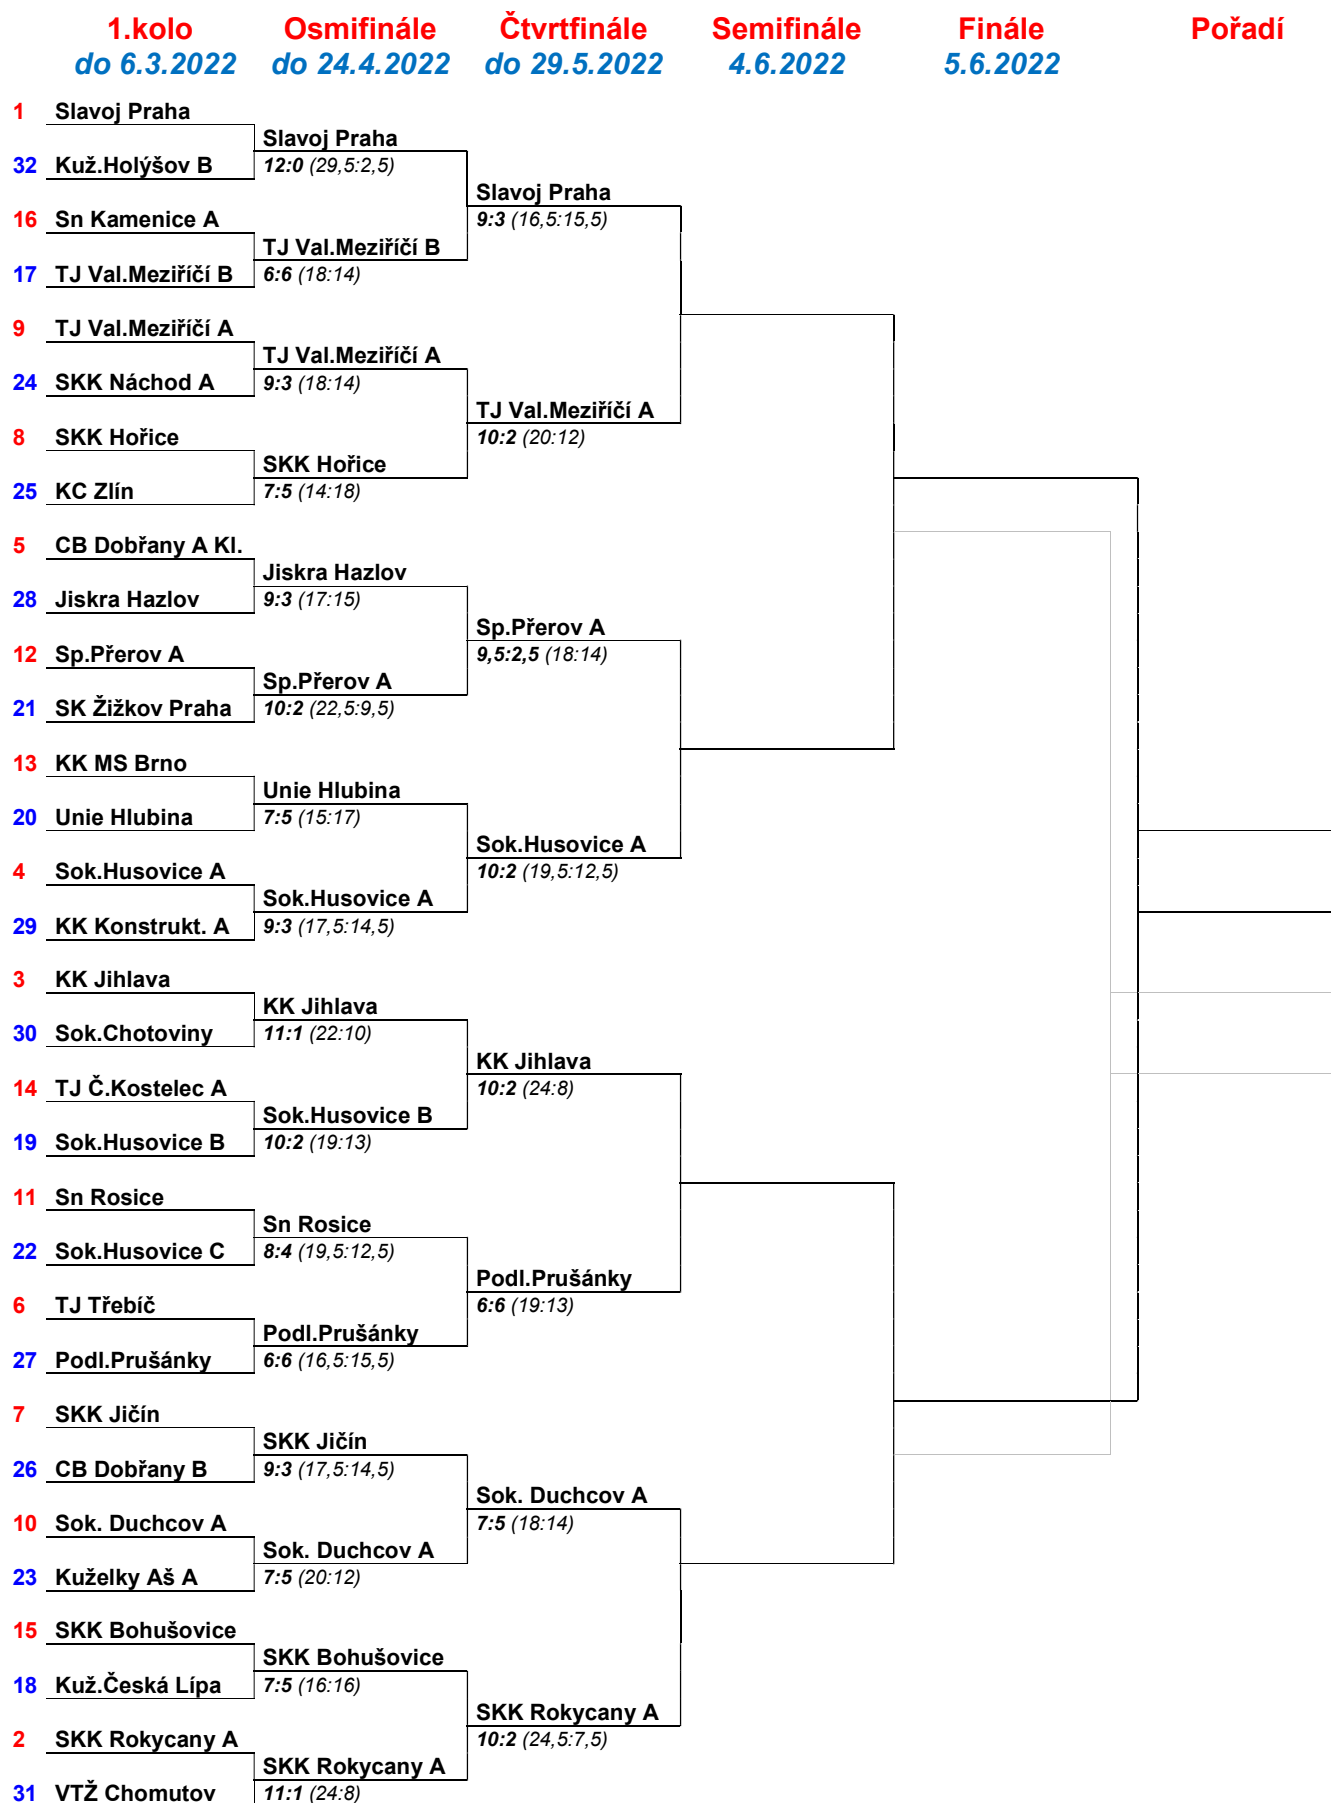 1.kolo Osmifinále Čtvrtfinále Semifinále Finále Pořadí
do 6.3.2022 do 24.4.2022 do 29.5.2022 4.6.2022 5.6.2022
1 Slavoj Praha
Slavoj Praha
32 Kuž.Holýšov B 12:0 (29,5:2,5)
Slavoj Praha
16 Sn Kamenice A 9:3 (16,5:15,5)
TJ Val.Meziříčí B
17 TJ Val.Meziříčí B 6:6 (18:14)
9 TJ Val.Meziříčí A
TJ Val.Meziříčí A
24 SKK Náchod A 9:3 (18:14)
TJ Val.Meziříčí A
8 SKK Hořice 10:2 (20:12)
SKK Hořice
25 KC Zlín 7:5 (14:18)
5 CB Dobřany A Kl.
Jiskra Hazlov
28 Jiskra Hazlov 9:3 (17:15)
Sp.Přerov A
12 Sp.Přerov A 9,5:2,5 (18:14)
Sp.Přerov A
21 SK Žižkov Praha 10:2 (22,5:9,5)
13 KK MS Brno
Unie Hlubina
20 Unie Hlubina 7:5 (15:17)
Sok.Husovice A
4 Sok.Husovice A 10:2 (19,5:12,5)
Sok.Husovice A
29 KK Konstrukt. A 9:3 (17,5:14,5)
3 KK Jihlava
KK Jihlava
30 Sok.Chotoviny 11:1 (22:10)
KK Jihlava
14 TJ Č.Kostelec A 10:2 (24:8)
Sok.Husovice B
19 Sok.Husovice B 10:2 (19:13)
11 Sn Rosice
Sn Rosice
22 Sok.Husovice C 8:4 (19,5:12,5)
Podl.Prušánky
6 TJ Třebíč 6:6 (19:13)
Podl.Prušánky
27 Podl.Prušánky 6:6 (16,5:15,5)
7 SKK Jičín
SKK Jičín
26 CB Dobřany B 9:3 (17,5:14,5)
Sok. Duchcov A
10 Sok. Duchcov A 7:5 (18:14)
Sok. Duchcov A
23 Kuželky Aš A 7:5 (20:12)
15 SKK Bohušovice
SKK Bohušovice
18 Kuž.Česká Lípa 7:5 (16:16)
SKK Rokycany A
2 SKK Rokycany A 10:2 (24,5:7,5)
SKK Rokycany A
31 VTŽ Chomutov 11:1 (24:8)